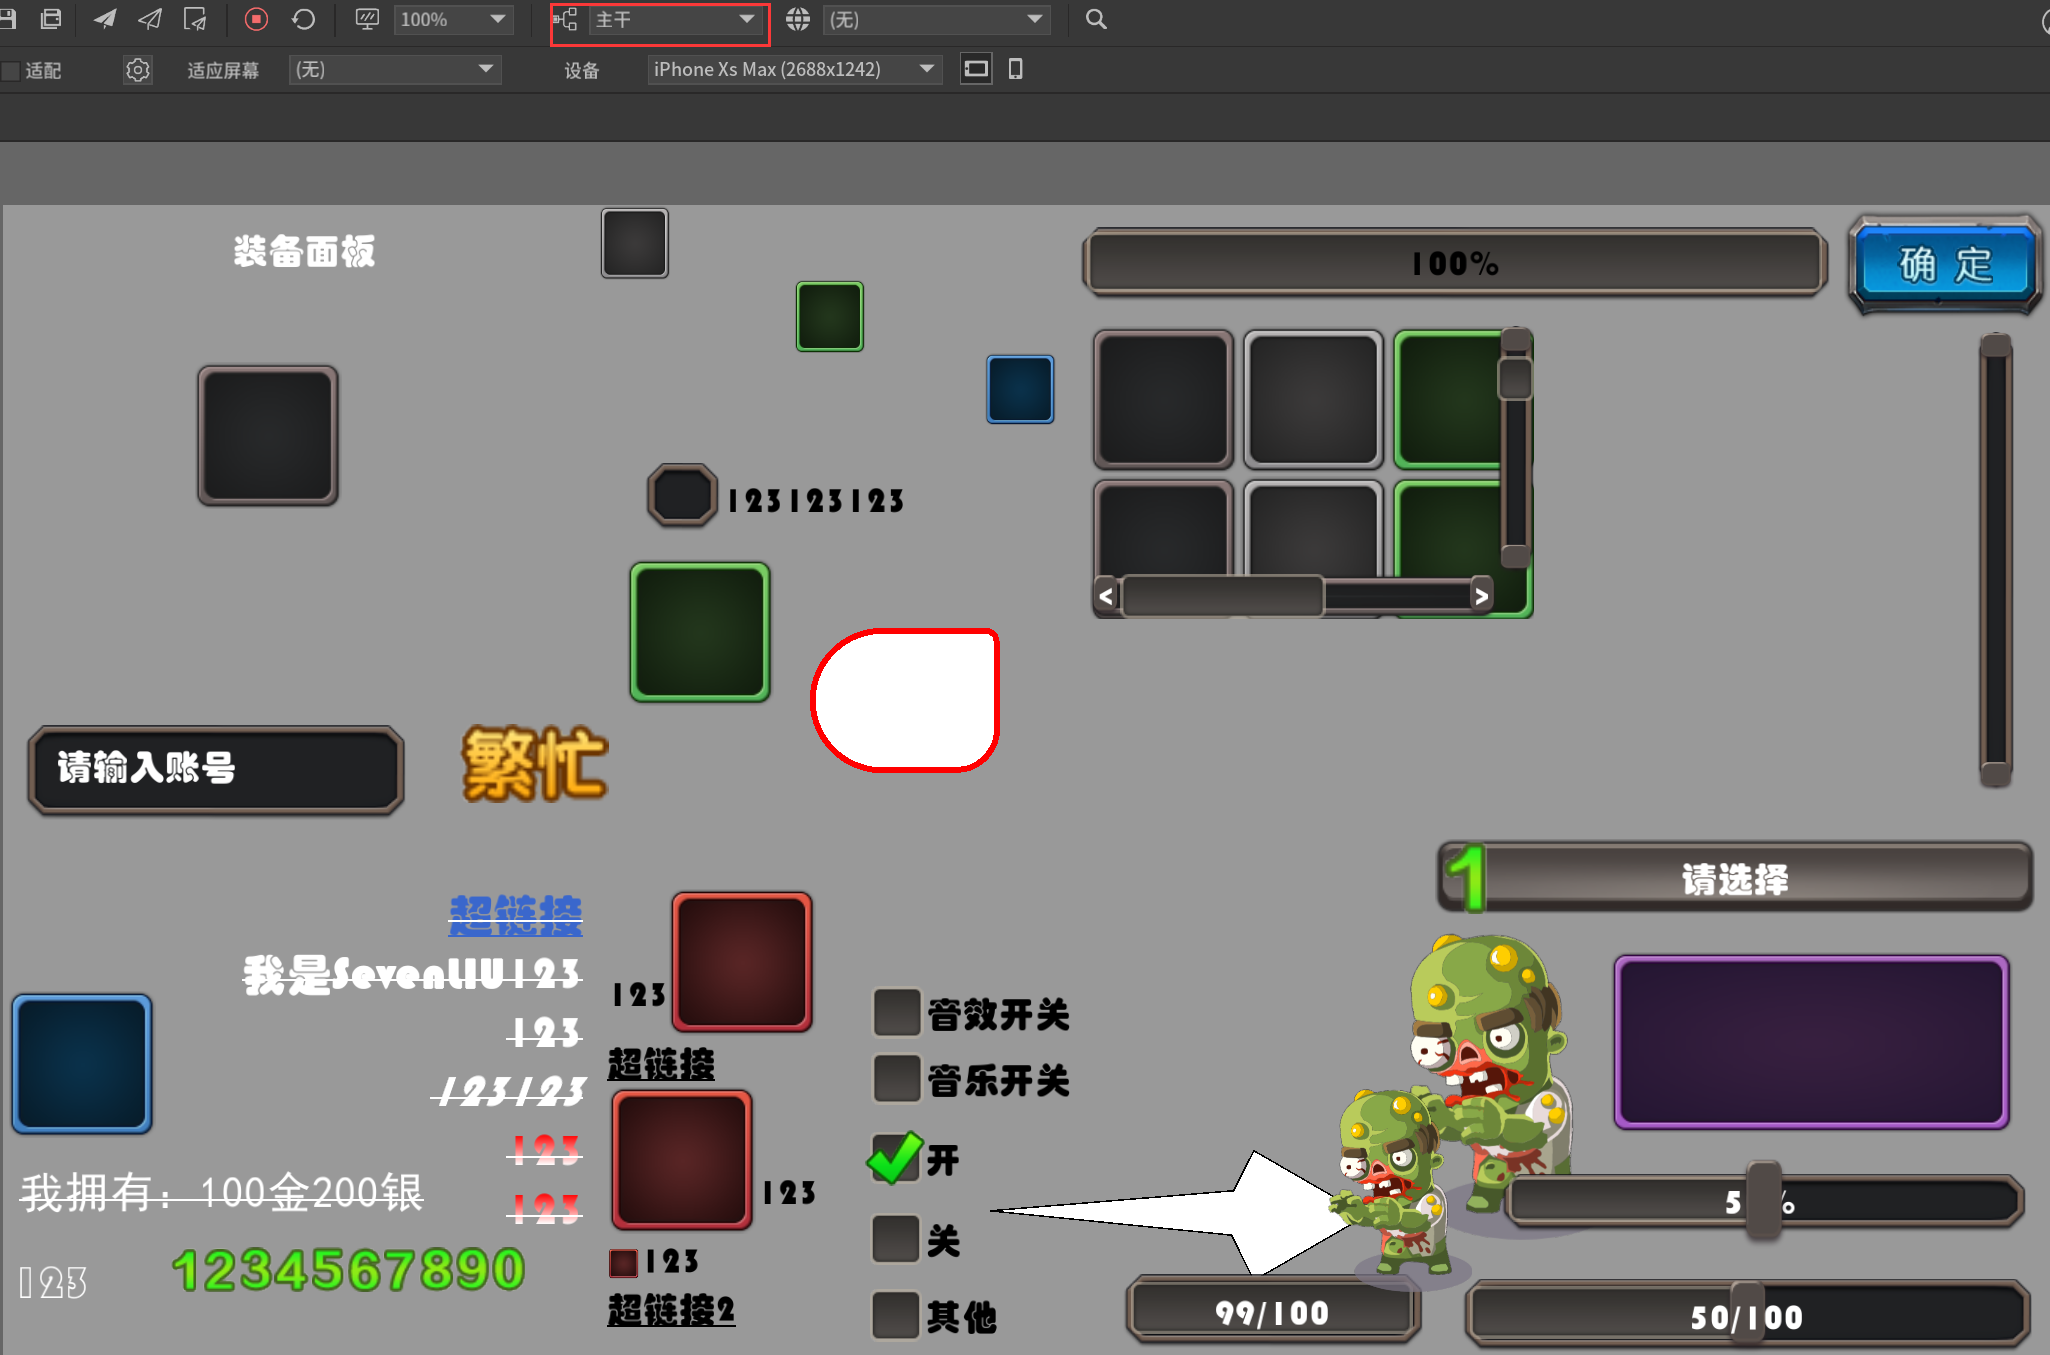 100%
主干
(无)
适配
适应屏幕
(无)
设备
iPhone Xs Max (2688x1242)
装备面板
100%
确 定
123123123
<
>
请输入账号
繁忙
1
请选择
超链接
我是SevenLIU123
123
123
音效开关
超链接
音乐开关
123123
123
开
123
我拥有：100金200银
5 %
123
关
123
123
1234567890
超链接2
其他
99/100
50/100